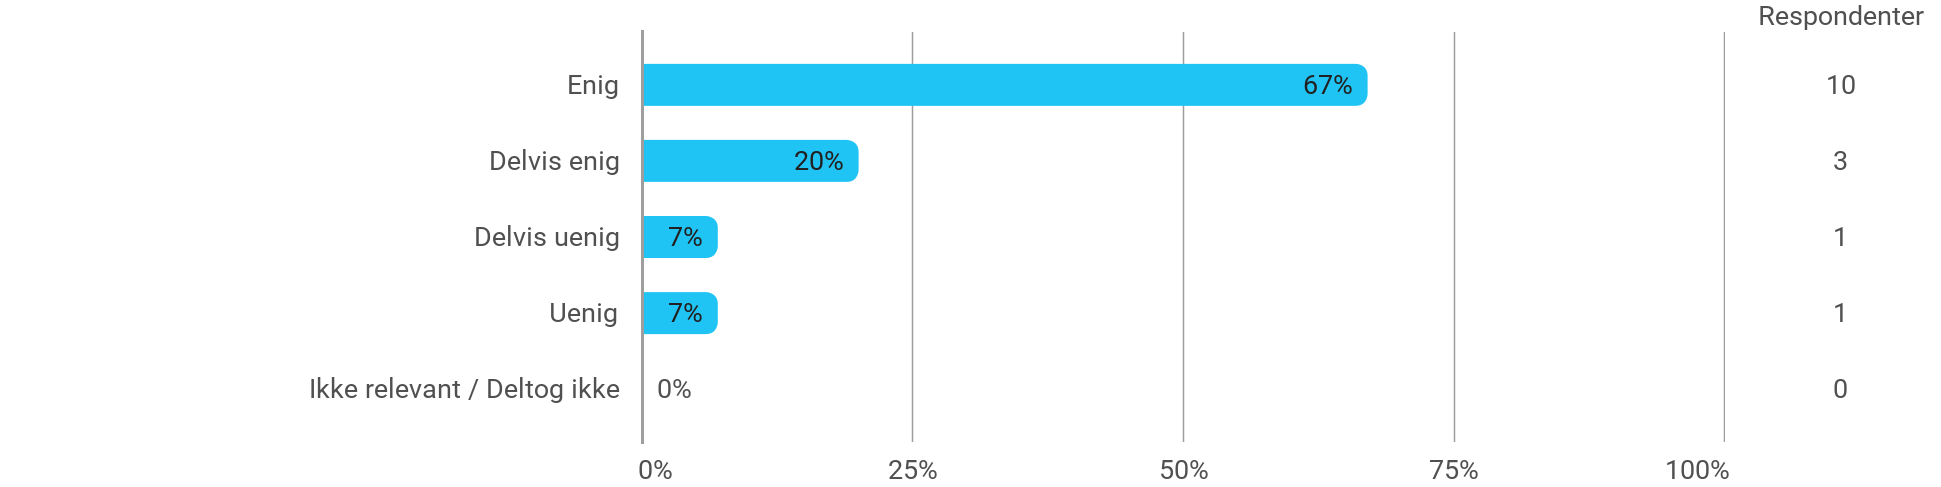 Respondenter
Enig 67% 10
Delvis enig 20% 3
Delvis uenig 7% 1
Uenig 7% 1
Ikke relevant / Deltog ikke 0% 0
0% 25% 50% 75% 100%